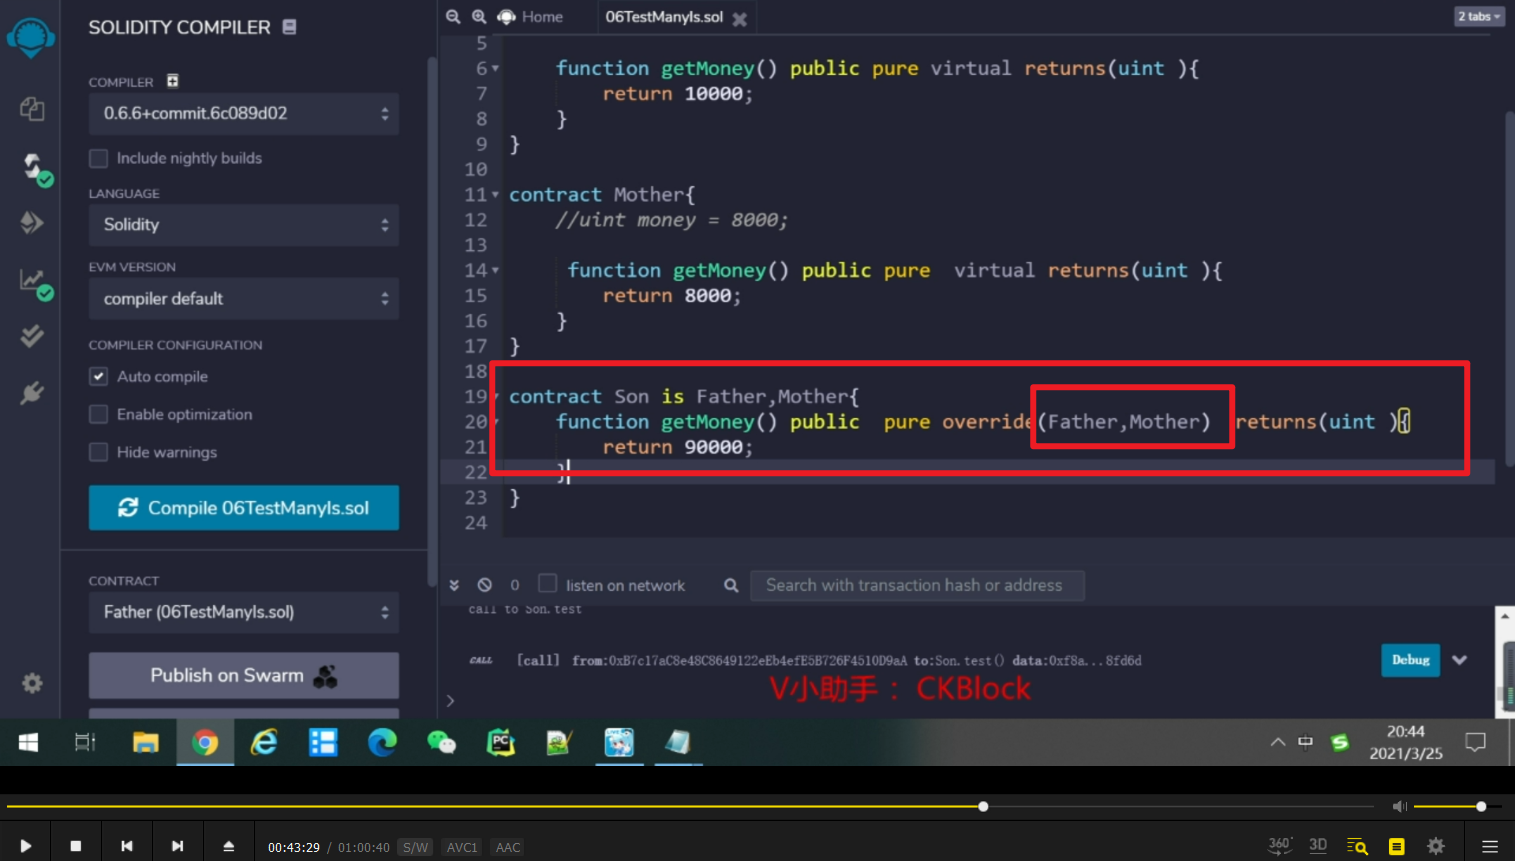 SOLIDITY COMPILER
COMPILER
0.6.6+commit.6c089d02
Include nightly builds
LANGUAGE
Solidity
EVM VERSION
compiler default
COMPILER CONFIGURATION
Auto compile
Enable optimization
Hide warnings
Compile 06TestManyIs.sol
CONTRACT
Father (06TestManyIs.sol)
Publish on Swarm
Home
06TestManyIs.sol
2 tabs
5
6 function getMoney() public pure virtual returns(uint ){
7 return 10000;
8 }
9 }
10
11 contract Mother{
12 //uint money = 8000;
13
14 function getMoney() public pure  virtual returns(uint ){
15 return 8000;
16 }
17 }
18
19 contract Son is Father,Mother{
20 function getMoney() public  pure override(Father,Mother)  returns(uint ){
21 return 90000;
22 }
23 }
24
0
listen on network
Search with transaction hash or address
call to Son.test
CALL [call] from:0xB7c17aC8e48C8649122eEb4efE5B726F4510D9aA to:Son.test() data:0xf8a...8fd6d
Debug
V小助手： CKBlock
>
中
20:44
2021/3/25
00:43:29 / 01:00:40 S/W AVC1 AAC
360° 3D